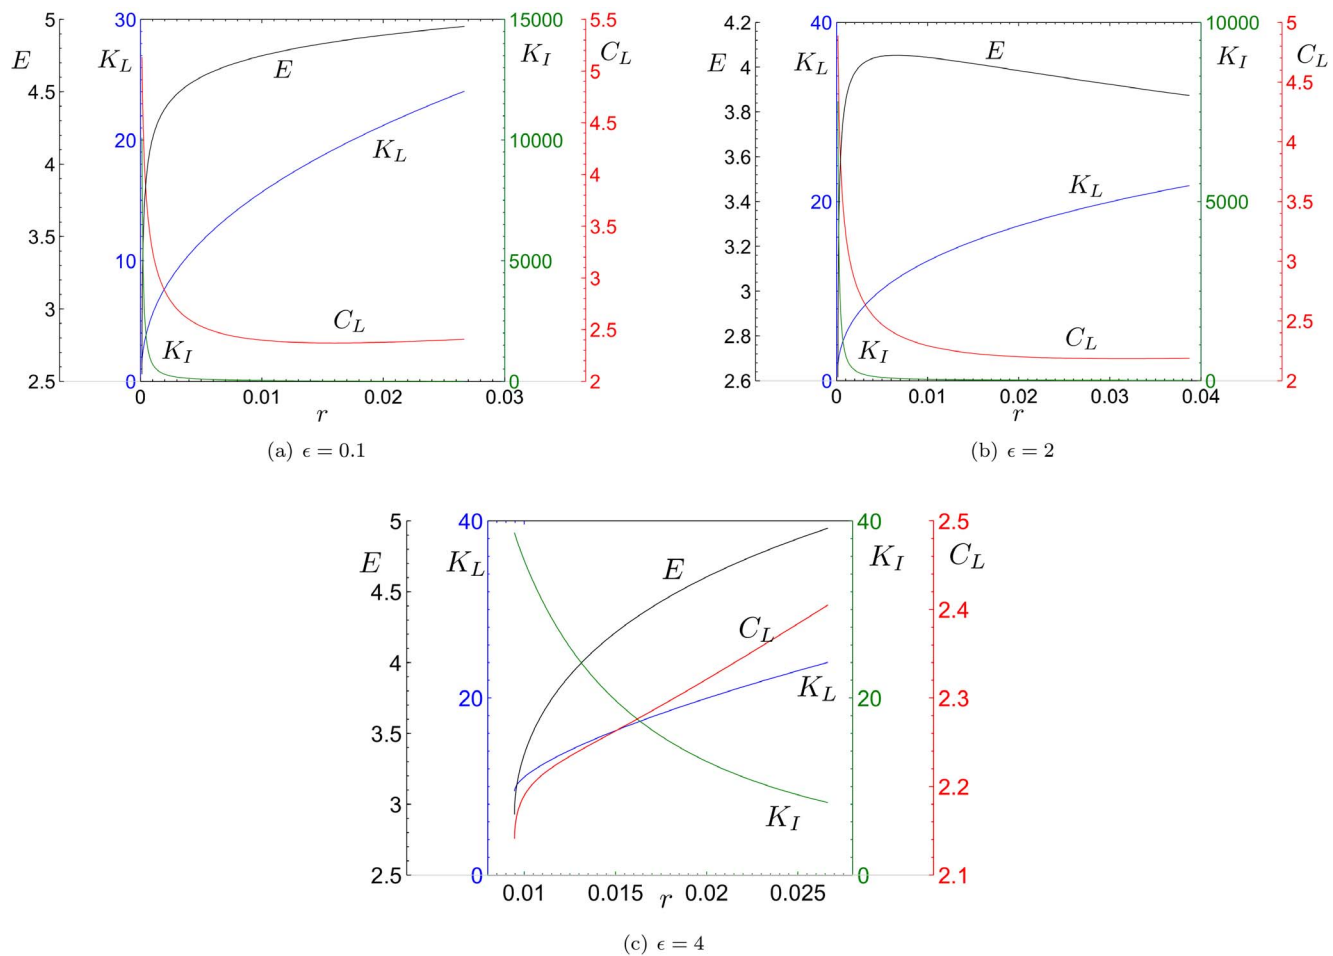 E
5
4.5
4
3.5
3
2.5
K_L
30
20
10
0
E
K_L
C_L
K_I
15000
K_I
10000
5000
0
5.5
C_L
5
4.5
4
3.5
3
2.5
2
0 0.01 0.02 0.03
r
(a) ϵ = 0.1
4.2
E
4
3.8
3.6
3.4
3.2
3
2.8
2.6
40
K_L
20
0
E
K_L
C_L
K_I
10000
K_I
5000
0
5
C_L
4.5
4
3.5
3
2.5
2
0 0.01 0.02 0.03 0.04
r
(b) ϵ = 2
5
E
4.5
4
3.5
3
2.5
40
K_L
20
0
E
C_L
K_L
K_I
40
K_I
20
0
2.5
C_L
2.4
2.3
2.2
2.1
0.01 0.015 0.02 0.025
r
(c) ϵ = 4